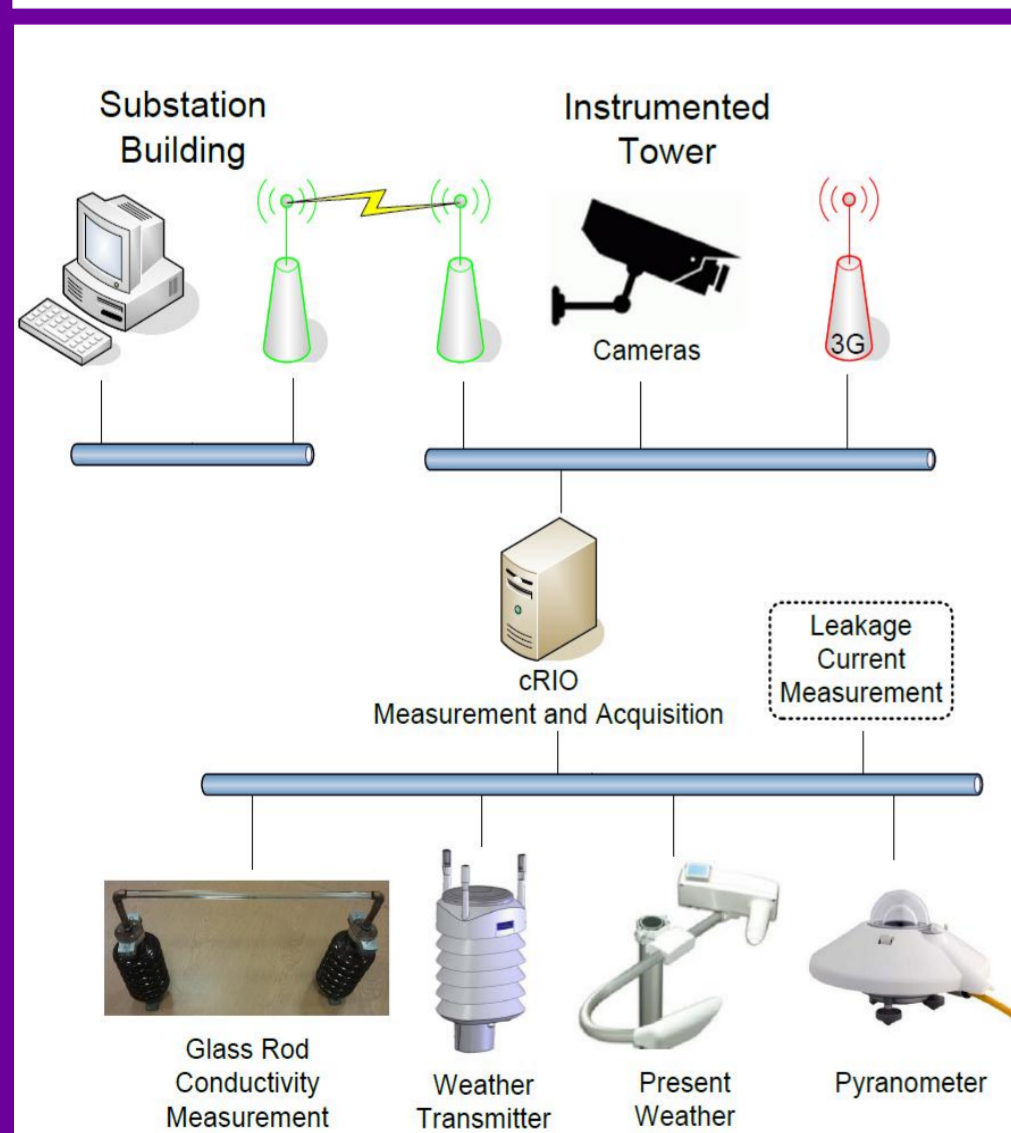 Substation
Building
Instrumented
Tower
Cameras
3G
cRIO
Measurement and Acquisition
Leakage
Current
Measurement
Glass Rod
Conductivity
Measurement
Weather
Transmitter
Present
Weather
Pyranometer